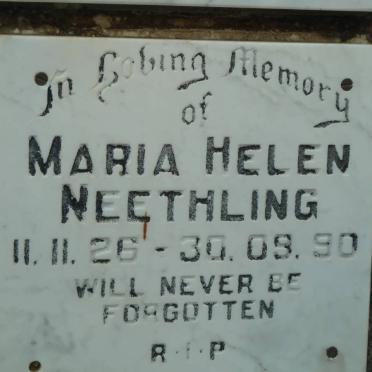 In Loving Memory
of
MARIA HELEN
NEETHLING
11.11.26 - 30.09.90
WILL NEVER BE
FORGOTTEN
R.I.P